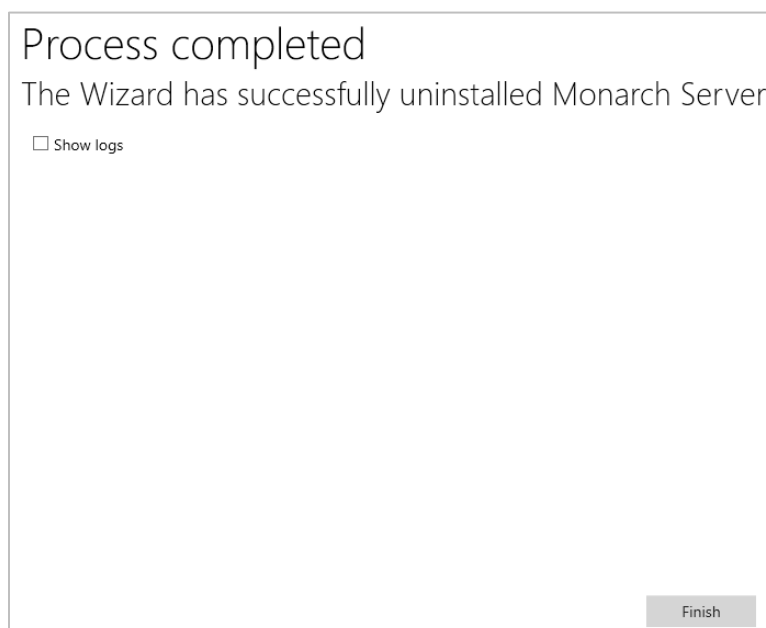 Process completed
The Wizard has successfully uninstalled Monarch Server
Show logs
Finish